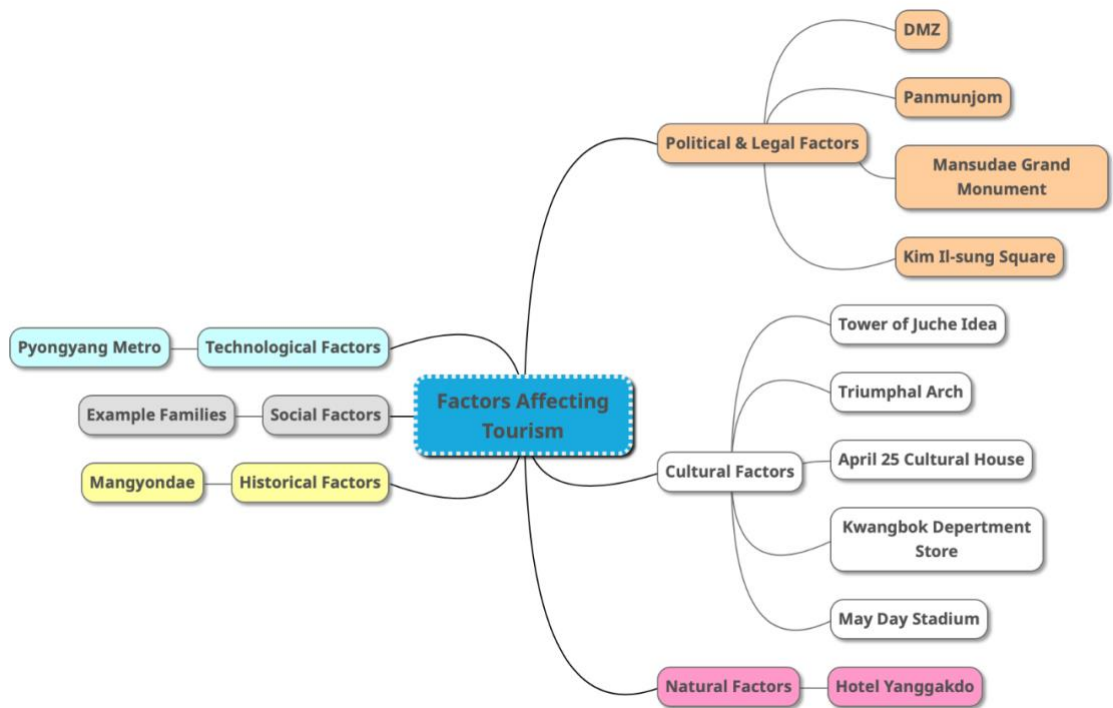 Factors Affecting
Tourism
Political & Legal Factors
DMZ
Panmunjom
Mansudae Grand
Monument
Kim Il-sung Square
Cultural Factors
Tower of Juche Idea
Triumphal Arch
April 25 Cultural House
Kwangbok Depertment
Store
May Day Stadium
Natural Factors
Hotel Yanggakdo
Technological Factors
Pyongyang Metro
Social Factors
Example Families
Historical Factors
Mangyondae